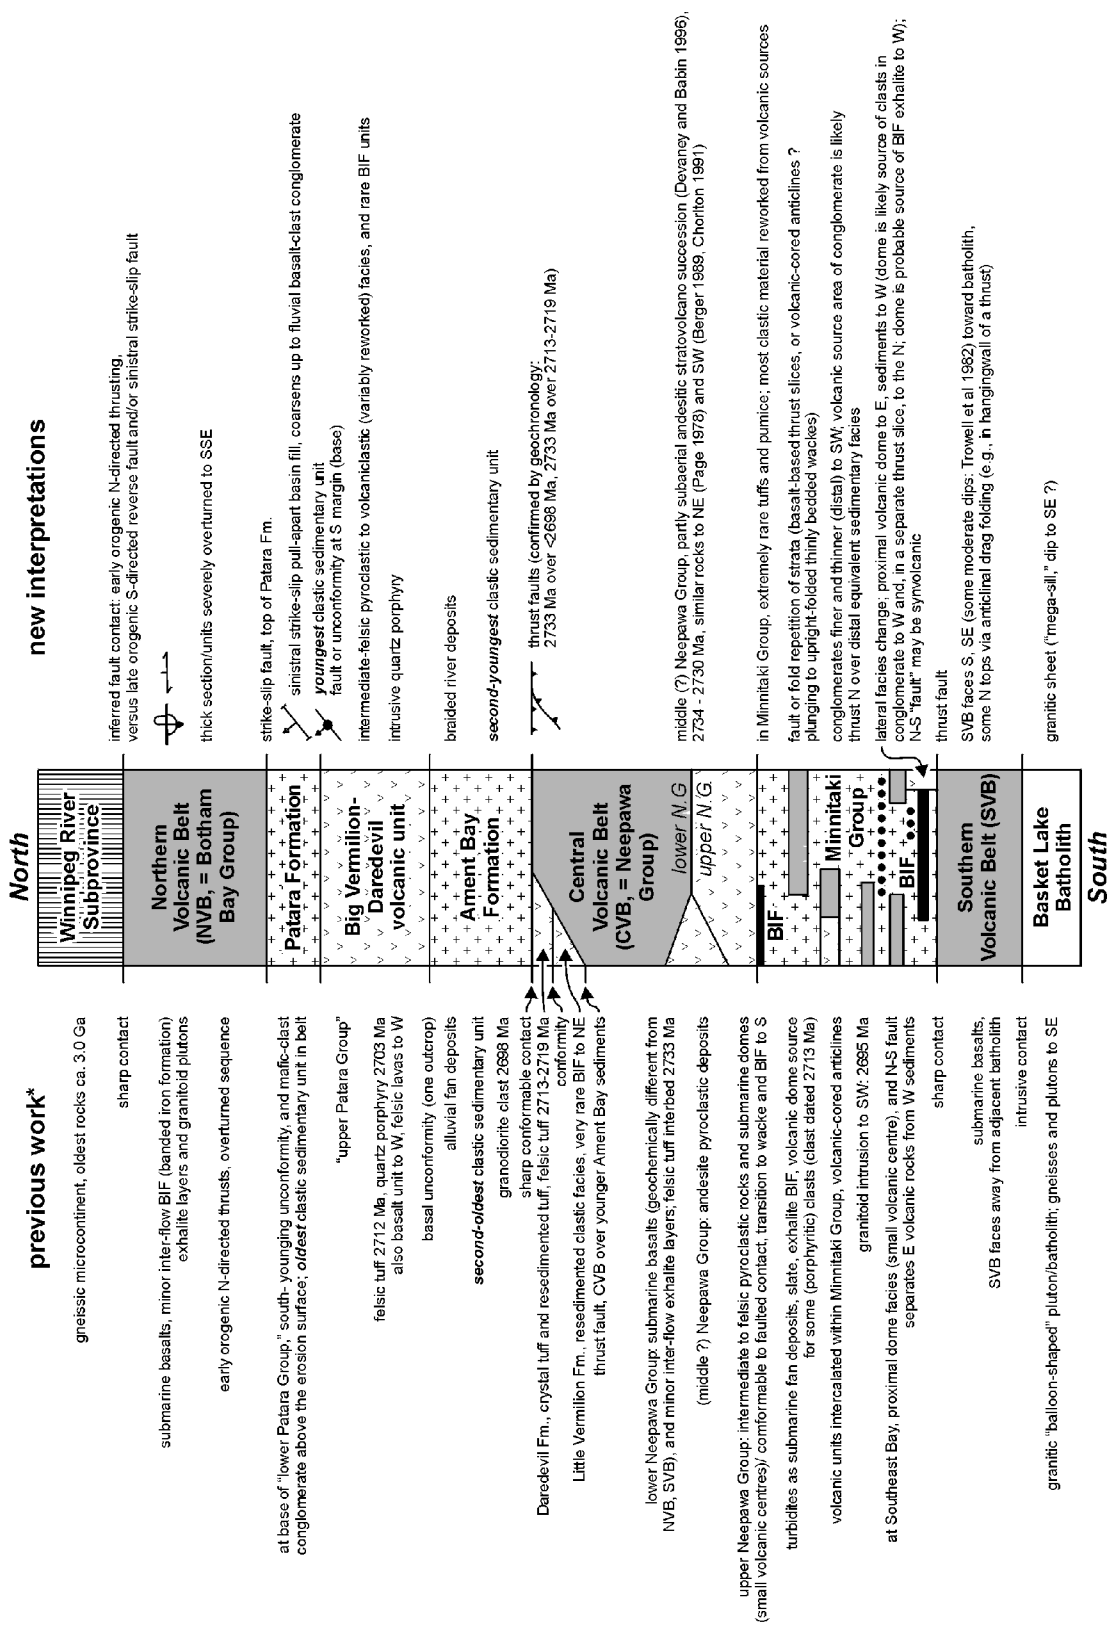 previous work*
North
new interpretations
gneissic microcontinent, oldest rocks ca. 3.0 Ga
sharp contact
submarine basalts, minor inter-flow BIF (banded iron formation)
exhalite layers and granitoid plutons
early orogenic N-directed thrusts, overturned sequence
at base of "lower Patara Group," south- younging unconformity, and mafic-clast
conglomerate above the erosion surface; oldest clastic sedimentary unit in belt
"upper Patara Group"
felsic tuff 2712 Ma, quartz porphyry 2703 Ma
also basalt unit to W, felsic lavas to W
basal unconformity (one outcrop)
alluvial fan deposits
second-oldest clastic sedimentary unit
granodiorite clast 2698 Ma
sharp conformable contact
Daredevil Fm., crystal tuff and resedimented tuff, felsic tuff 2713-2719 Ma
conformity
Little Vermilion Fm., resedimented clastic facies, very rare BIF to NE
thrust fault, CVB over younger Ament Bay sediments
lower Neepawa Group: submarine basalts (geochemically different from
NVB, SVB), and minor inter-flow exhalite layers; felsic tuff interbed 2733 Ma
(middle ?) Neepawa Group: andesite pyroclastic deposits
upper Neepawa Group: intermediate to felsic pyroclastic rocks and submarine domes
(small volcanic centres)/ comformable to faulted contact, transition to wacke and BIF to S
turbidites as submarine fan deposits, slate, exhalite BIF, volcanic dome source
for some (porphyritic) clasts (clast dated 2713 Ma)
volcanic units intercalated within Minnitaki Group, volcanic-cored anticlines
granitoid intrusion to SW: 2695 Ma
at Southeast Bay, proximal dome facies (small volcanic centre), and N-S fault
separates E volcanic rocks from W sediments
sharp contact
submarine basalts,
SVB faces away from adjacent batholith
intrusive contact
granitic "balloon-shaped" pluton/batholith; gneisses and plutons to SE
Winnipeg River
Subprovince
Northern
Volcanic Belt
(NVB, = Botham
Bay Group)
Patara Formation
Big Vermilion-
Daredevil
volcanic unit
Ament Bay
Formation
Central
Volcanic Belt
(CVB, = Neepawa
Group)
lower N.G
upper N.G.
BIF
Minnitaki
Group
BIF
Southern
Volcanic Belt (SVB)
Basket Lake
Batholith
South
inferred fault contact: early orogenic N-directed thrusting,
versus late orogenic S-directed reverse fault and/or sinistral strike-slip fault
thick section/units severely overturned to SSE
strike-slip fault, top of Patara Fm.
sinistral strike-slip pull-apart basin fill, coarsens up to fluvial basalt-clast conglomerate
youngest clastic sedimentary unit
fault or unconformity at S margin (base)
intermediate-felsic pyroclastic to volcaniclastic (variably reworked) facies, and rare BIF units
intrusive quartz porphyry
braided river deposits
second-youngest clastic sedimentary unit
thrust faults (confirmed by geochronology:
2733 Ma over <2698 Ma, 2733 Ma over 2713-2719 Ma)
middle (?) Neepawa Group, partly subaerial andesitic stratovolcano succession (Devaney and Babin 1996),
2734 - 2730 Ma, similar rocks to NE (Page 1978) and SW (Berger 1989, Chorlton 1991)
in Minnitaki Group, extremely rare tuffs and pumice; most clastic material reworked from volcanic sources
fault or fold repetition of strata (basalt-based thrust slices, or volcanic-cored anticlines ?
plunging to upright-folded thinly bedded wackes)
conglomerates finer and thinner (distal) to SW; volcanic source area of conglomerate is likely
thrust N over distal equivalent sedimentary facies
lateral facies change; proximal volcanic dome to E, sediments to W (dome is likely source of clasts in
conglomerate to W and, in a separate thrust slice, to the N; dome is probable source of BIF exhalite to W);
N-S "fault" may be synvolcanic
thrust fault
SVB faces S, SE (some moderate dips; Trowell et al 1982) toward batholith,
some N tops via anticlinal drag folding (e.g., in hangingwall of a thrust)
granitic sheet ("mega-sill," dip to SE ?)